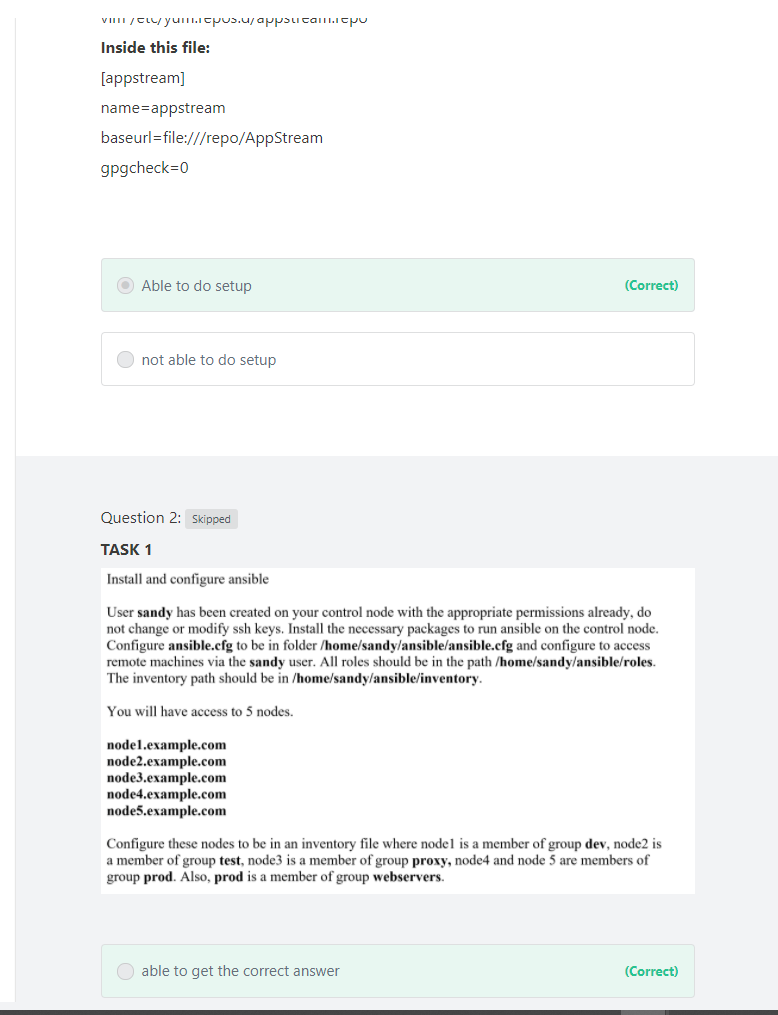 vim /etc/yum.repos.d/appstream.repo
Inside this file:
[appstream]
name=appstream
baseurl=file:///repo/AppStream
gpgcheck=0
Able to do setup (Correct)
not able to do setup
Question 2: Skipped
TASK 1
Install and configure ansible
User sandy has been created on your control node with the appropriate permissions already, do
not change or modify ssh keys. Install the necessary packages to run ansible on the control node.
Configure ansible.cfg to be in folder /home/sandy/ansible/ansible.cfg and configure to access
remote machines via the sandy user. All roles should be in the path /home/sandy/ansible/roles.
The inventory path should be in /home/sandy/ansible/inventory.
You will have access to 5 nodes.
node1.example.com
node2.example.com
node3.example.com
node4.example.com
node5.example.com
Configure these nodes to be in an inventory file where node1 is a member of group dev, node2 is
a member of group test, node3 is a member of group proxy, node4 and node 5 are members of
group prod. Also, prod is a member of group webservers.
able to get the correct answer (Correct)